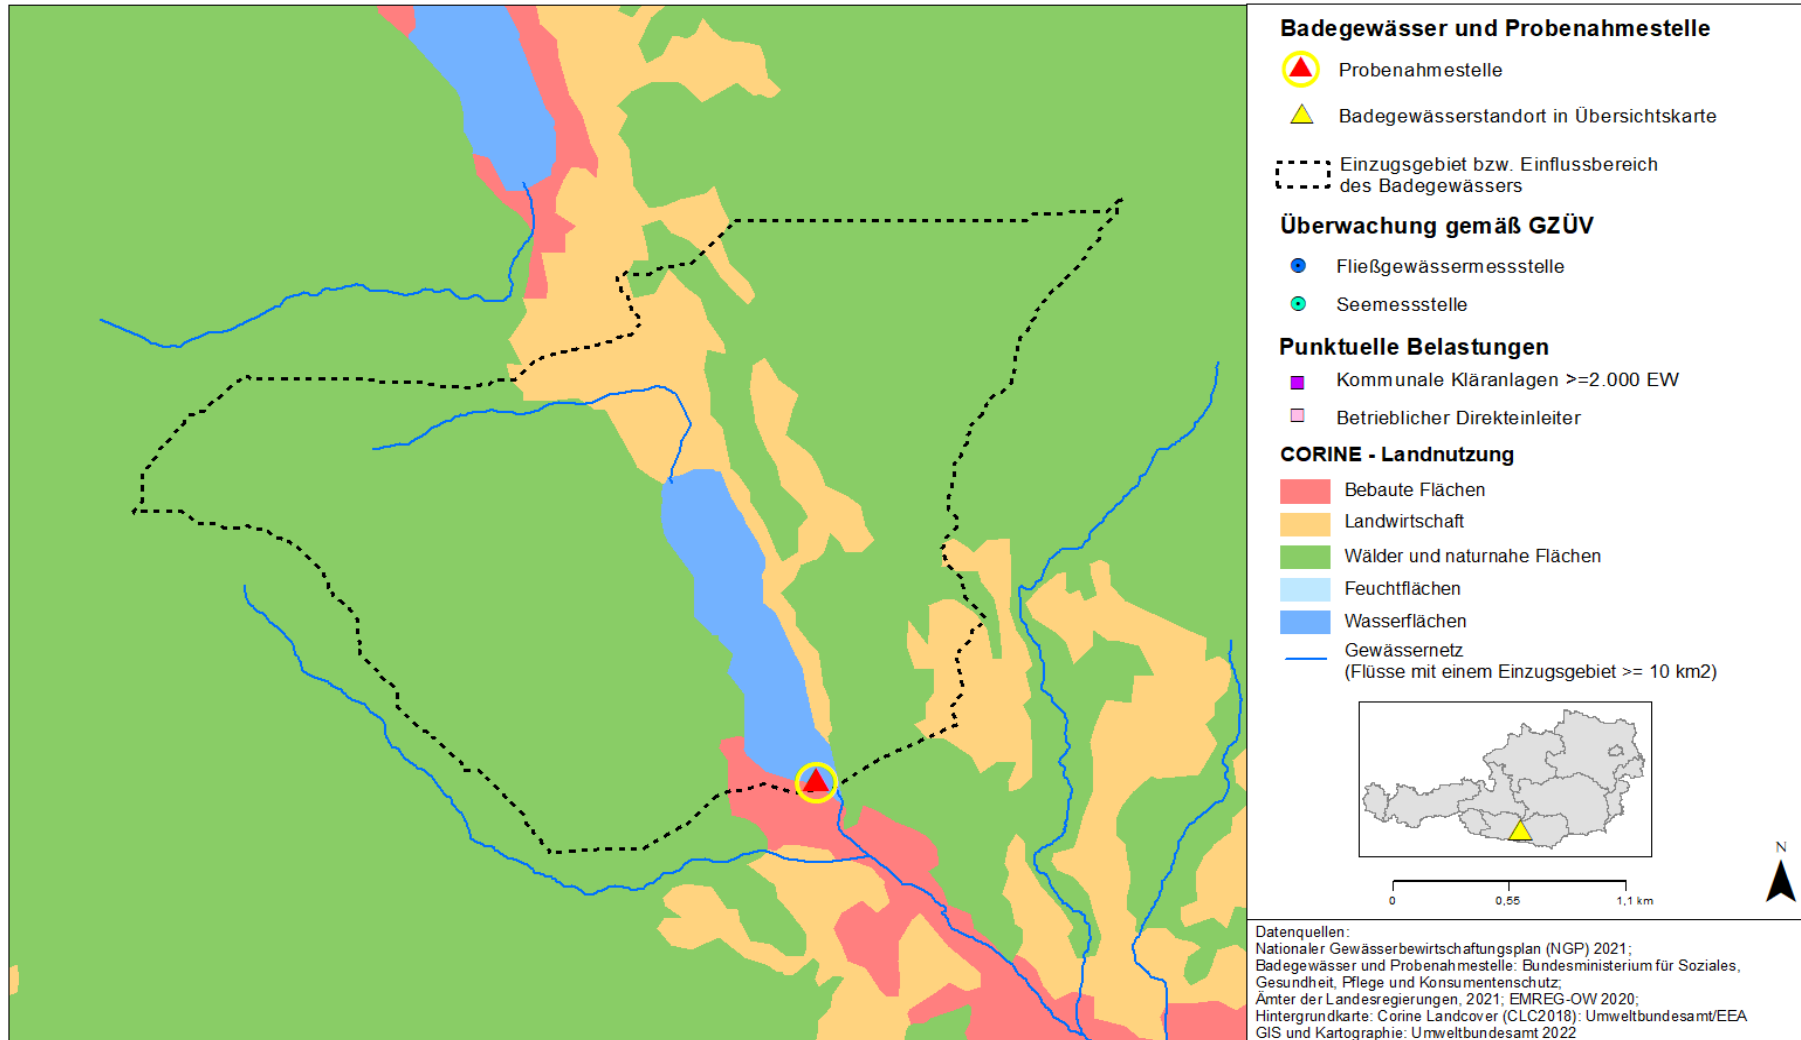 Badegewässer und Probenahmestelle
Probenahmestelle
Badegewässerstandort in Übersichtskarte
Einzugsgebiet bzw. Einflussbereich
des Badegewässers
Überwachung gemäß GZÜV
Fließgewässermessstelle
Seemessstelle
Punktuelle Belastungen
Kommunale Kläranlagen >=2.000 EW
Betrieblicher Direkteinleiter
CORINE - Landnutzung
Bebaute Flächen
Landwirtschaft
Wälder und naturnahe Flächen
Feuchtflächen
Wasserflächen
Gewässernetz
(Flüsse mit einem Einzugsgebiet >= 10 km2)
N
0 0,55 1,1 km
Datenquellen:
Nationaler Gewässerbewirtschaftungsplan (NGP) 2021;
Badegewässer und Probenahmestelle: Bundesministerium für Soziales,
Gesundheit, Pflege und Konsumentenschutz;
Ämter der Landesregierungen, 2021; EMREG-OW 2020;
Hintergrundkarte: Corine Landcover (CLC2018): Umweltbundesamt/EEA
GIS und Kartographie: Umweltbundesamt 2022